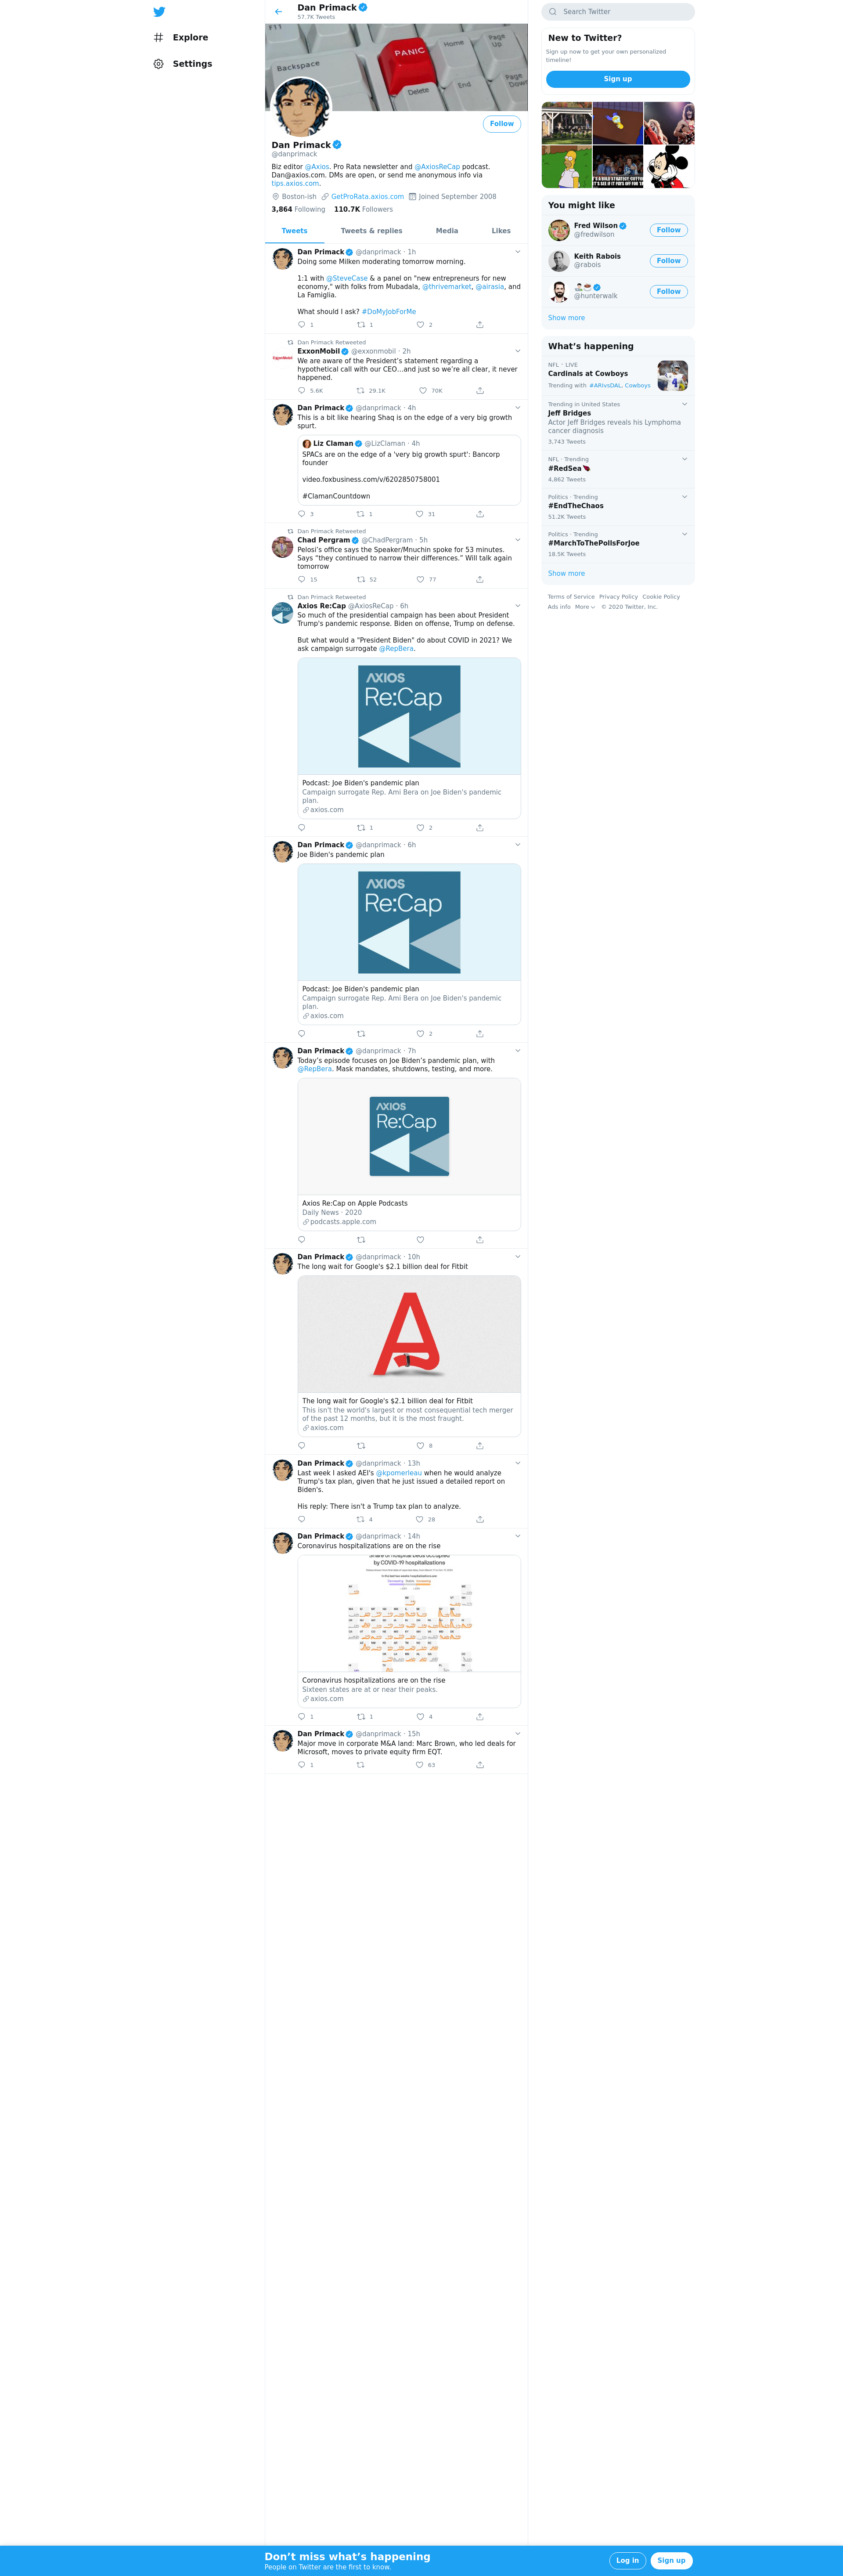 Explore
Settings
Dan Primack
57.7K Tweets
Backspace
PANIC
Home
Page Up
Delete
End
Page Down
Follow
Dan Primack
@danprimack
Biz editor @Axios. Pro Rata newsletter and @AxiosReCap podcast.
Dan@axios.com. DMs are open, or send me anonymous info via
tips.axios.com.
Boston-ish GetProRata.axios.com Joined September 2008
3,864 Following 110.7K Followers
Tweets Tweets & replies Media Likes
Dan Primack @danprimack · 1h
Doing some Milken moderating tomorrow morning.
1:1 with @SteveCase & a panel on "new entrepreneurs for new
economy," with folks from Mubadala, @thrivemarket, @airasia, and
La Famiglia.
What should I ask? #DoMyJobForMe
1 1 2
Dan Primack Retweeted
ExxonMobil
ExxonMobil @exxonmobil · 2h
We are aware of the President’s statement regarding a
hypothetical call with our CEO…and just so we’re all clear, it never
happened.
5.6K 29.1K 70K
Dan Primack @danprimack · 4h
This is a bit like hearing Shaq is on the edge of a very big growth
spurt.
Liz Claman @LizClaman · 4h
SPACs are on the edge of a 'very big growth spurt': Bancorp
founder
video.foxbusiness.com/v/6202850758001
#ClamanCountdown
3 1 31
Dan Primack Retweeted
Chad Pergram @ChadPergram · 5h
Pelosi’s office says the Speaker/Mnuchin spoke for 53 minutes.
Says “they continued to narrow their differences.” Will talk again
tomorrow
15 52 77
Dan Primack Retweeted
Axios Re:Cap @AxiosReCap · 6h
So much of the presidential campaign has been about President
Trump's pandemic response. Biden on offense, Trump on defense.
But what would a "President Biden" do about COVID in 2021? We
ask campaign surrogate @RepBera.
AXIOS
Re:Cap
Podcast: Joe Biden's pandemic plan
Campaign surrogate Rep. Ami Bera on Joe Biden's pandemic
plan.
axios.com
1 2
Dan Primack @danprimack · 6h
Joe Biden's pandemic plan
AXIOS
Re:Cap
Podcast: Joe Biden's pandemic plan
Campaign surrogate Rep. Ami Bera on Joe Biden's pandemic
plan.
axios.com
2
Dan Primack @danprimack · 7h
Today’s episode focuses on Joe Biden’s pandemic plan, with
@RepBera. Mask mandates, shutdowns, testing, and more.
AXIOS
Re:Cap
Axios Re:Cap on Apple Podcasts
Daily News · 2020
podcasts.apple.com
Dan Primack @danprimack · 10h
The long wait for Google's $2.1 billion deal for Fitbit
The long wait for Google's $2.1 billion deal for Fitbit
This isn't the world's largest or most consequential tech merger
of the past 12 months, but it is the most fraught.
axios.com
8
Dan Primack @danprimack · 13h
Last week I asked AEI's @kpomerleau when he would analyze
Trump's tax plan, given that he just issued a detailed report on
Biden's.
His reply: There isn't a Trump tax plan to analyze.
4 28
Dan Primack @danprimack · 14h
Coronavirus hospitalizations are on the rise
Share of hospital beds occupied
by COVID-19 hospitalizations
Coronavirus hospitalizations are on the rise
Sixteen states are at or near their peaks.
axios.com
1 1 4
Dan Primack @danprimack · 15h
Major move in corporate M&A land: Marc Brown, who led deals for
Microsoft, moves to private equity firm EQT.
1 63
Search Twitter
New to Twitter?
Sign up now to get your own personalized
timeline!
Sign up
You might like
Fred Wilson
@fredwilson
Follow
Keith Rabois
@rabois
Follow
@hunterwalk
Follow
Show more
What’s happening
NFL · LIVE
Cardinals at Cowboys
Trending with #ARIvsDAL, Cowboys
Trending in United States
Jeff Bridges
Actor Jeff Bridges reveals his Lymphoma
cancer diagnosis
3,743 Tweets
NFL · Trending
#RedSea
4,862 Tweets
Politics · Trending
#EndTheChaos
51.2K Tweets
Politics · Trending
#MarchToThePollsForJoe
18.5K Tweets
Show more
Terms of Service Privacy Policy Cookie Policy
Ads info More © 2020 Twitter, Inc.
Don’t miss what’s happening
People on Twitter are the first to know.
Log in
Sign up